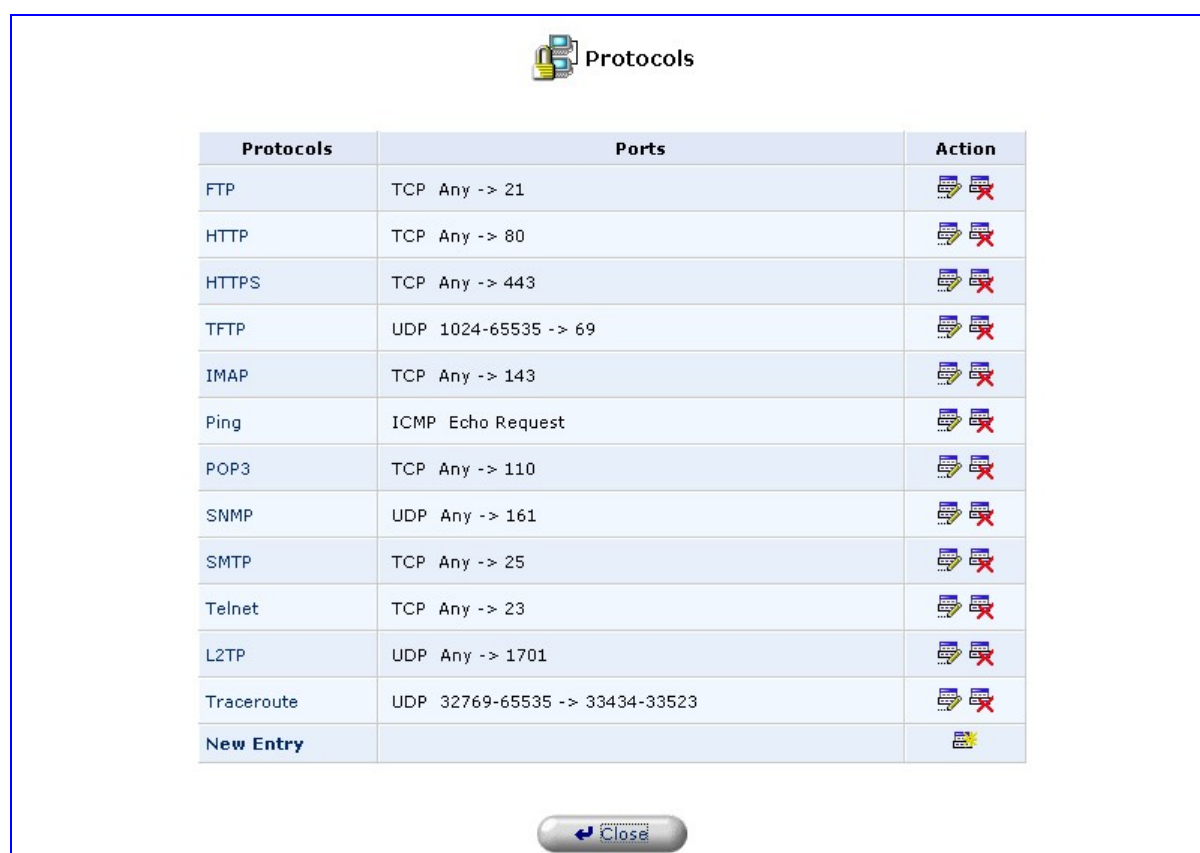 Protocols
Protocols Ports Action
FTP TCP Any -> 21
HTTP TCP Any -> 80
HTTPS TCP Any -> 443
TFTP UDP 1024-65535 -> 69
IMAP TCP Any -> 143
Ping ICMP Echo Request
POP3 TCP Any -> 110
SNMP UDP Any -> 161
SMTP TCP Any -> 25
Telnet TCP Any -> 23
L2TP UDP Any -> 1701
Traceroute UDP 32769-65535 -> 33434-33523
New Entry
Close